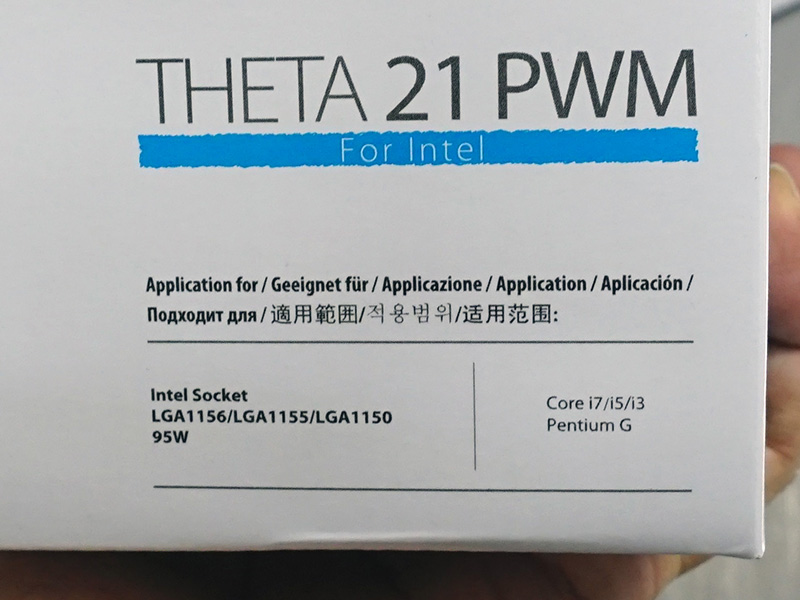 THETA 21 PWM
For Intel
Application for / Geeignet für / Applicazione / Application / Aplicación /
Подходит для / 適用範囲/적용범위/适用范围:
Intel Socket
LGA1156/LGA1155/LGA1150
95W
Core i7/i5/i3
Pentium G